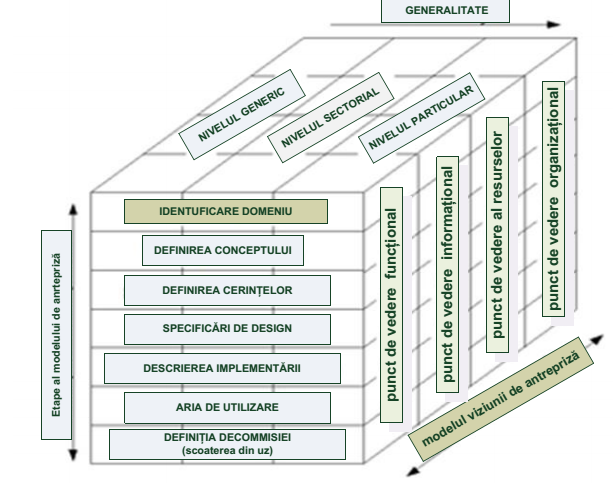 GENERALITATE
NIVELUL GENERIC
NIVELUL SECTORIAL
NIVELUL PARTICULAR
Etape al modelului de anrtepriză
IDENTUFICARE DOMENIU
DEFINIREA CONCEPTULUI
DEFINIREA CERINȚELOR
SPECIFICĂRI DE DESIGN
DESCRIEREA IMPLEMENTĂRII
ARIA DE UTILIZARE
DEFINIȚIA DECOMMISIEI
(scoaterea din uz)
punct de vedere funcțional
punct de vedere informațional
punct de vedere al resurselor
punct de vedere organizațional
modelul viziunii de antrepriză